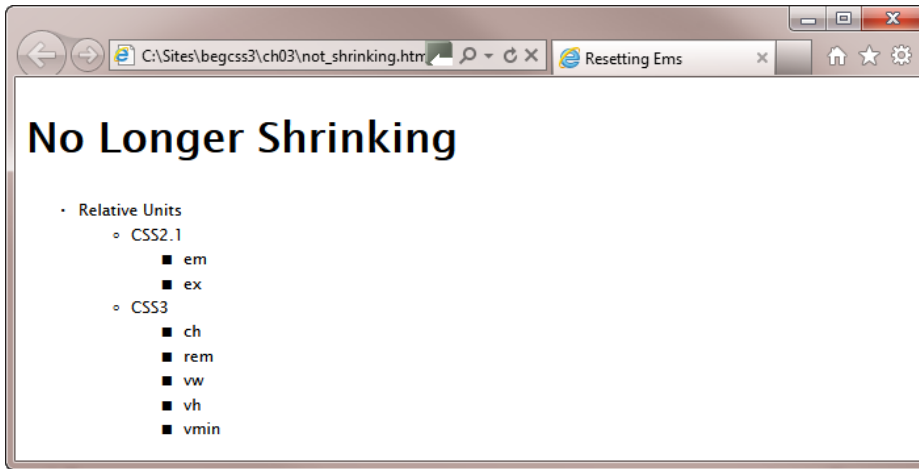 C:\Sites\begcss3\ch03\not_shrinking.htm
Resetting Ems
No Longer Shrinking
Relative Units
CSS2.1
em
ex
CSS3
ch
rem
vw
vh
vmin